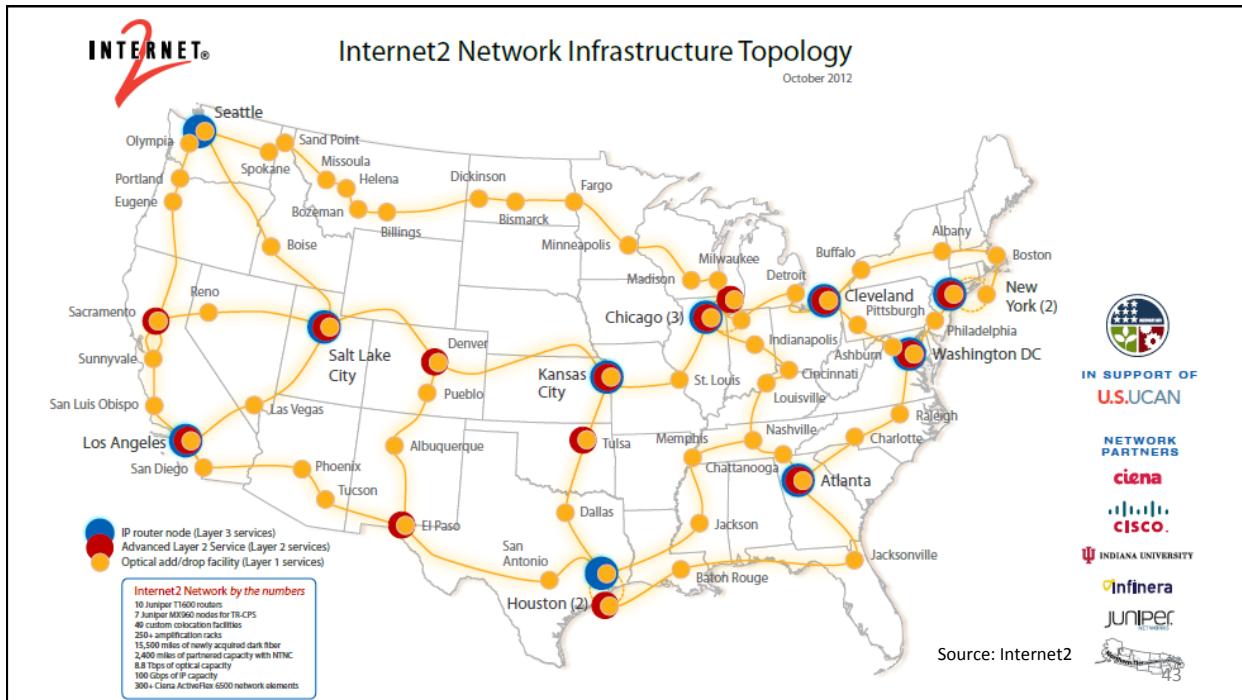 INTERNET®
2
Internet2 Network Infrastructure Topology
October 2012
Seattle
Olympia
Sand Point
Spokane
Missoula
Portland
Helena
Dickinson
Fargo
Eugene
Bozeman
Billings
Bismarck
Albany
Minneapolis
Buffalo
Boston
Boise
Milwaukee
Madison
Detroit
Reno
Cleveland
New
York (2)
Sacramento
Chicago (3)
Pittsburgh
Philadelphia
Denver
Indianapolis
Ashburn
Washington DC
Sunnyvale
Salt Lake
City
Kansas
City
Cincinnati
St. Louis
Pueblo
Louisville
San Luis Obispo
Las Vegas
Raleigh
Los Angeles
Albuquerque
Tulsa
Memphis
Nashville
Charlotte
San Diego
Phoenix
Chattanooga
Atlanta
Tucson
Dallas
El Paso
Jackson
San
Antonio
Jacksonville
Baton Rouge
Houston (2)
IP router node (Layer 3 services)
Advanced Layer 2 Service (Layer 2 services)
Optical add/drop facility (Layer 1 services)
Internet2 Network by the numbers
10 Juniper T1600 routers
7 Juniper MX960 nodes for TR-CPS
49 custom colocation facilities
250+ amplification racks
15,500 miles of newly acquired dark fiber
2,400 miles of partnered capacity with NTNC
8.8 Tbps of optical capacity
100 Gbps of IP capacity
300+ Ciena ActiveFlex 6500 network elements
IN SUPPORT OF
U.S.UCAN
NETWORK
PARTNERS
ciena
CISCO.
INDIANA UNIVERSITY
infinera
JUNIPER
NETWORKS
Source: Internet2
43